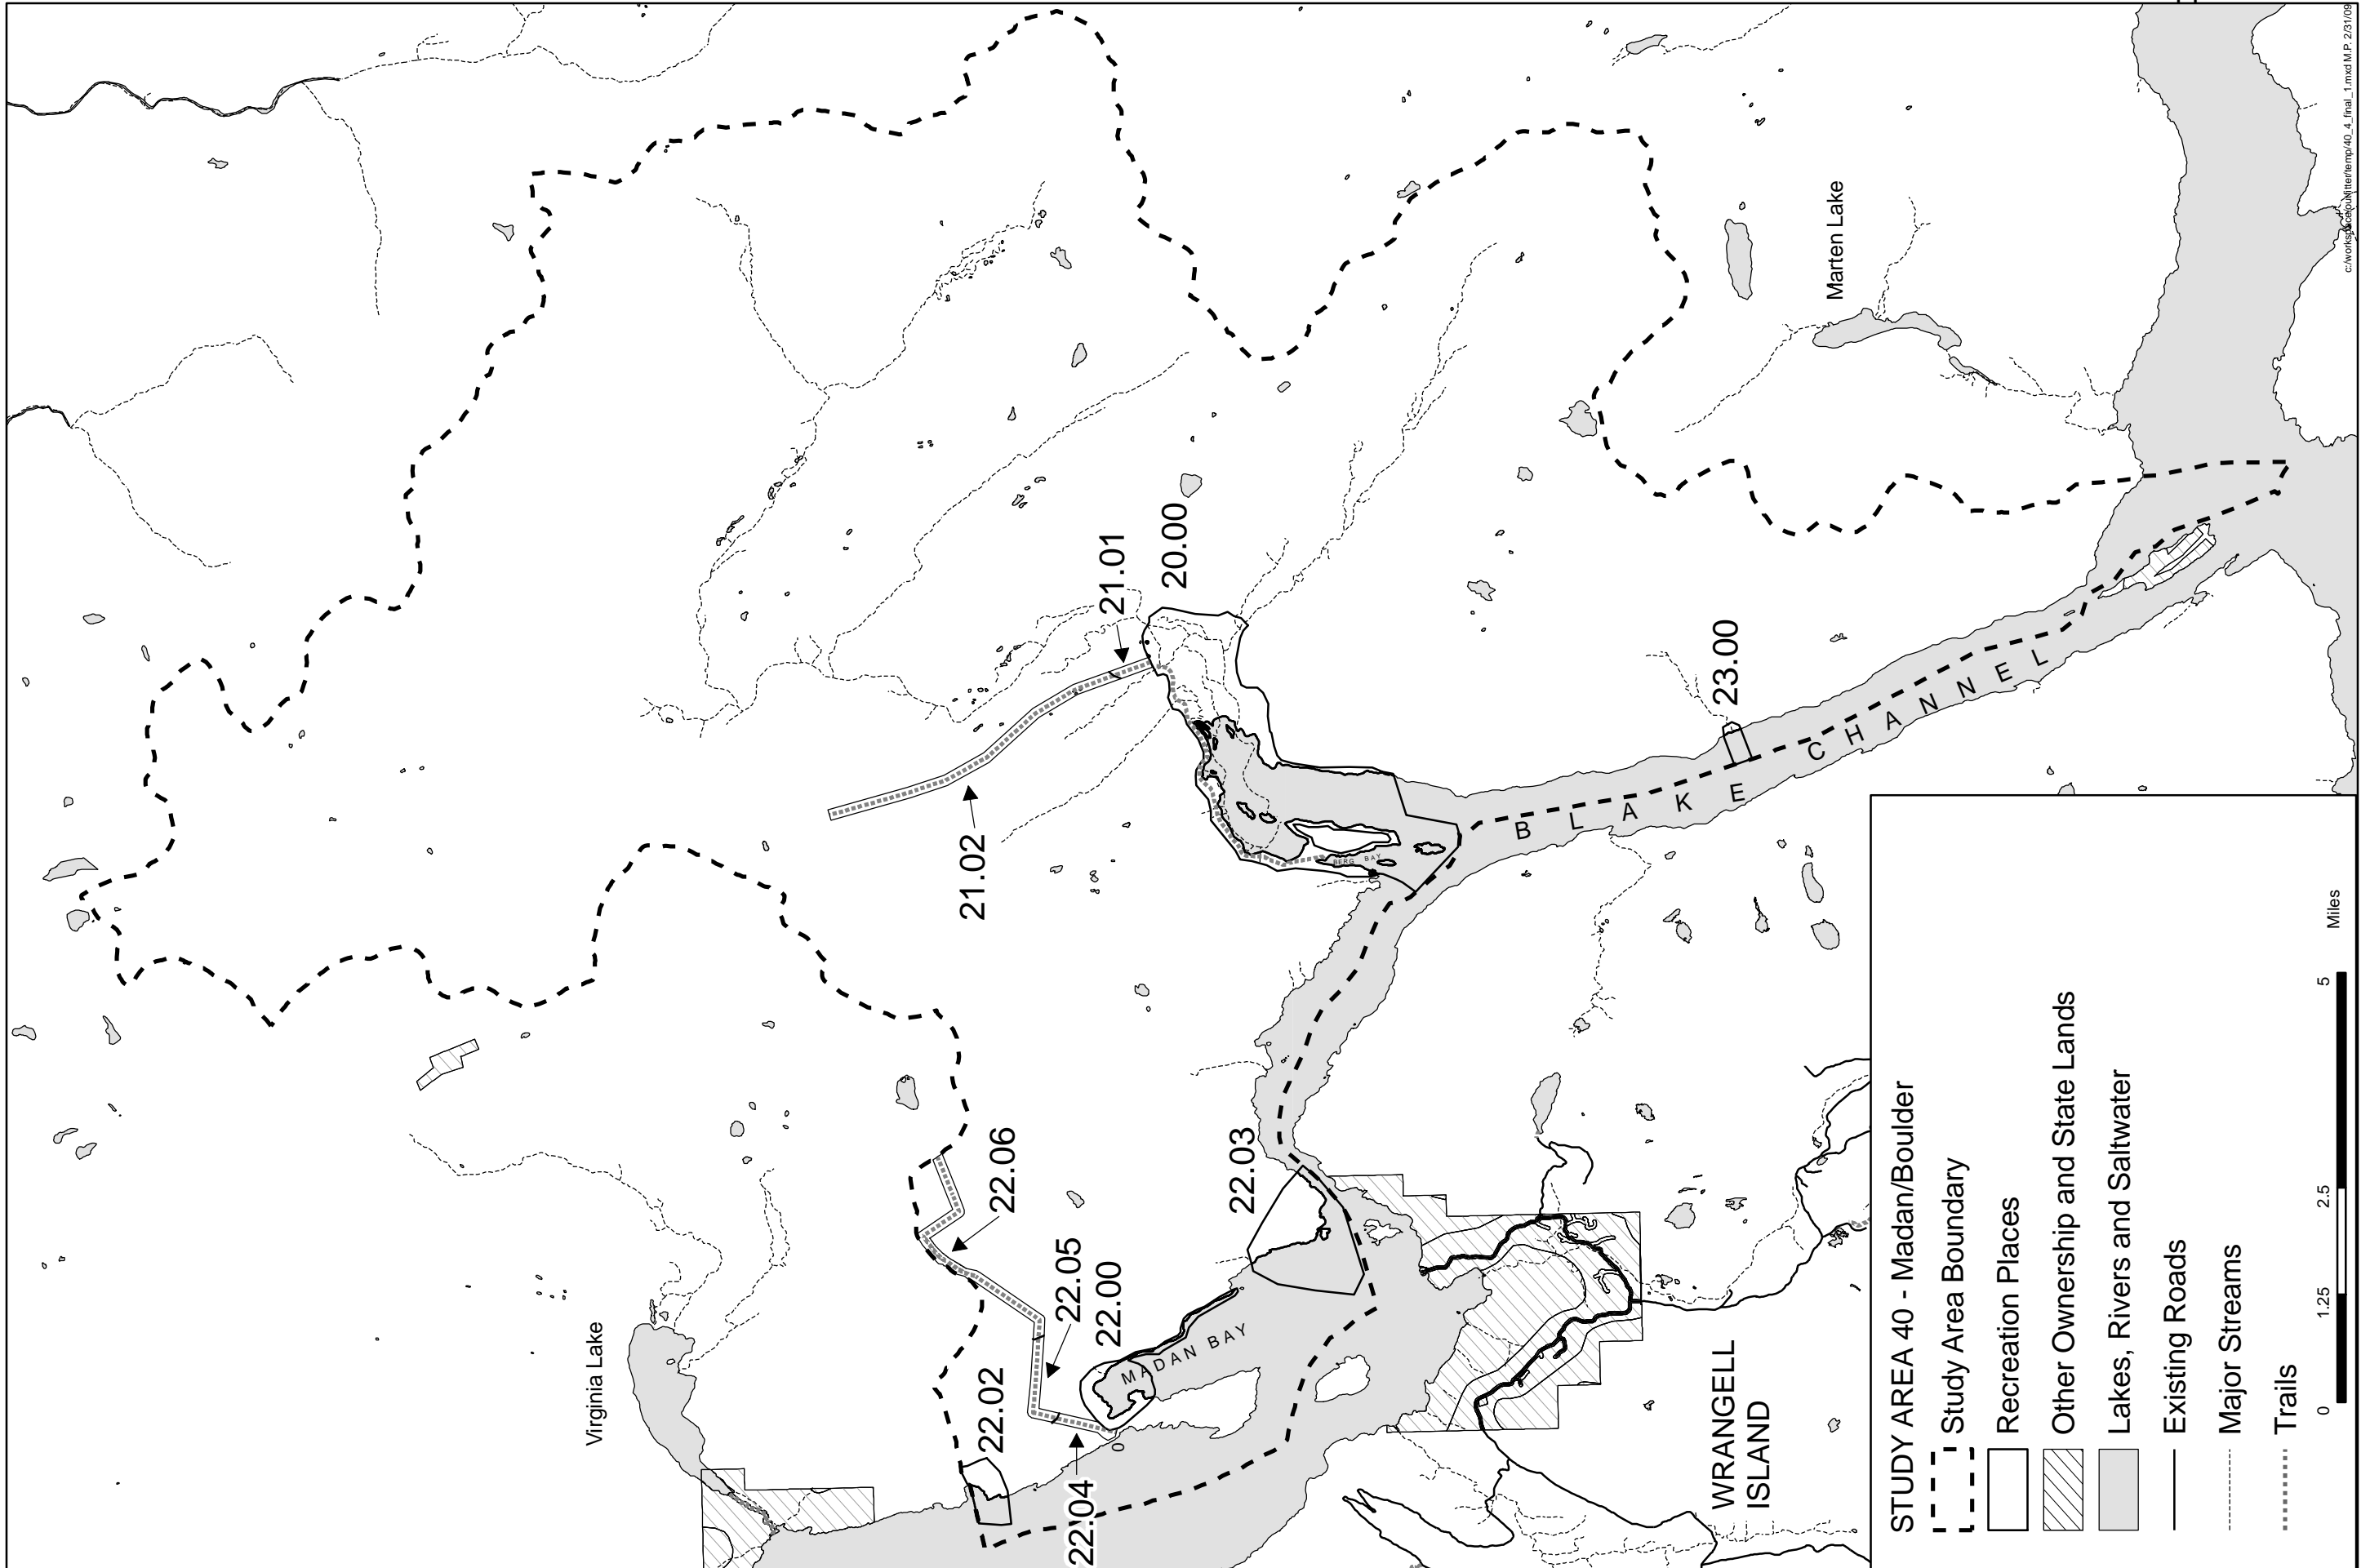 STUDY AREA 40 - Madan/Boulder
Study Area Boundary
Recreation Places
Other Ownership and State Lands
Lakes, Rivers and Saltwater
Existing Roads
Major Streams
Trails
0
1.25
2.5
5
Miles
Virginia Lake
WRANGELL
ISLAND
22.02
22.04
22.05
22.00
22.06
22.03
MADAN BAY
21.02
21.01
20.00
BERG BAY
23.00
BLAKE CHANNEL
Marten Lake